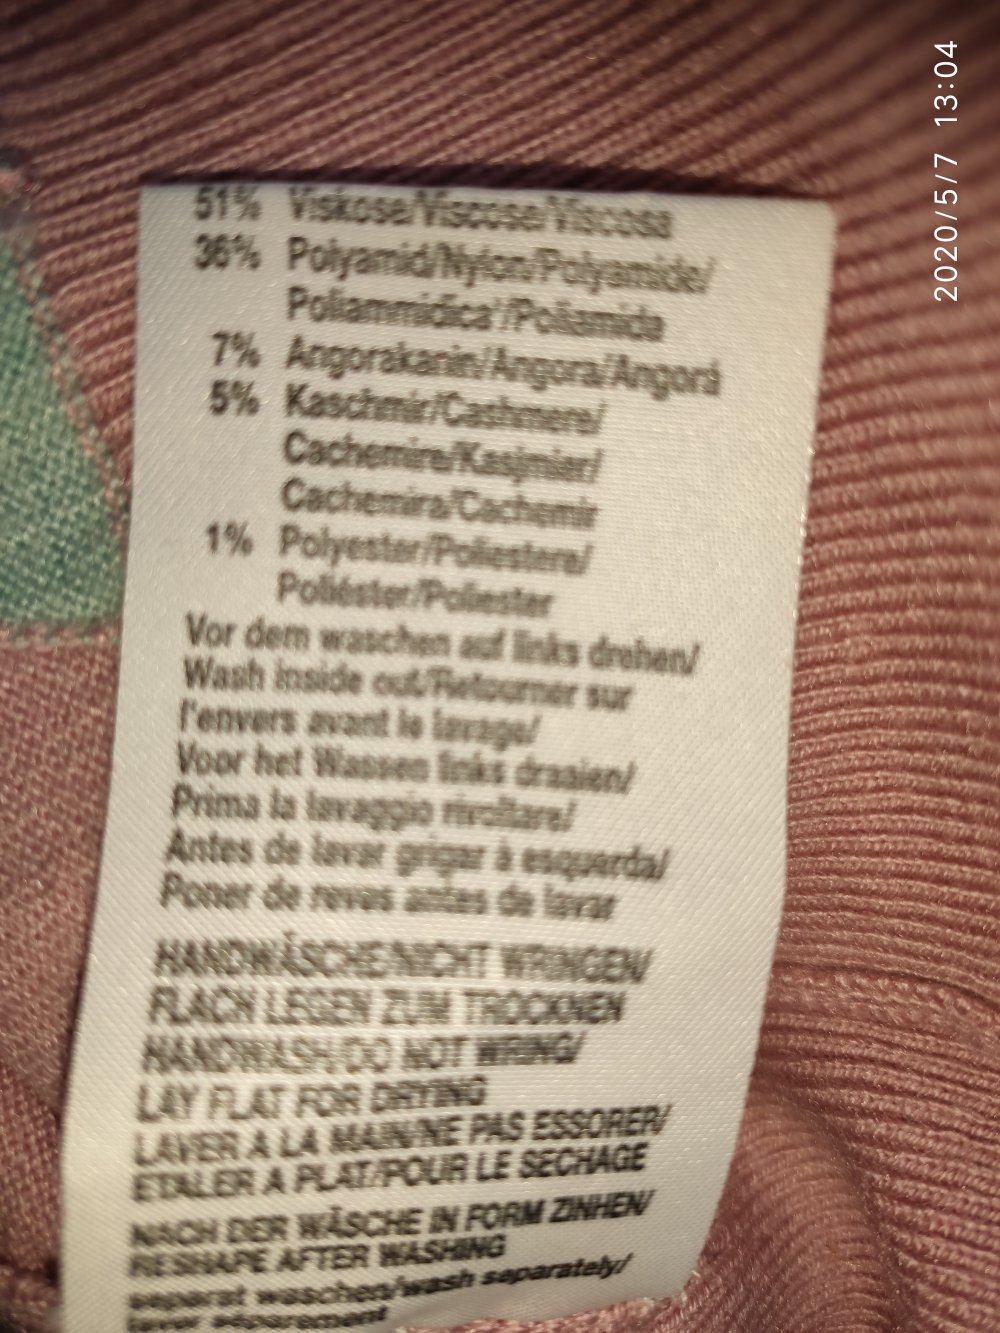 51% Viskose/Viscose/Viscosa
36% Polyamid/Nylon/Polyamide/
Poliammidica'/Poliamida
7% Angorakanin/Angora/Angorà
5% Kaschmir/Cashmere/
Cachemire/Kasjmier/
Cachemira/Cachemir
1% Polyester/Poliestere/
Poliéster/Poliester
Vor dem waschen auf links drehen/
Wash inside out/Retourner sur
l'envers avant le lavage/
Voor het Wassen links draaien/
Prima la lavaggio rivoltare/
Antes de lavar grigar à esquerda/
Poner de reves antes de lavar
HANDWÄSCHE/NICHT WRINGEN/
FLACH LEGEN ZUM TROCKNEN
HANDWASH/DO NOT WRING/
LAY FLAT FOR DRYING
LAVER A LA MAIN/NE PAS ESSORER/
ETALER A PLAT/POUR LE SECHAGE
NACH DER WÄSCHE IN FORM ZINHEN/
RESHAPE AFTER WASHING
separat waschen/wash separately/
laver séparement
2020/5/7 13:04